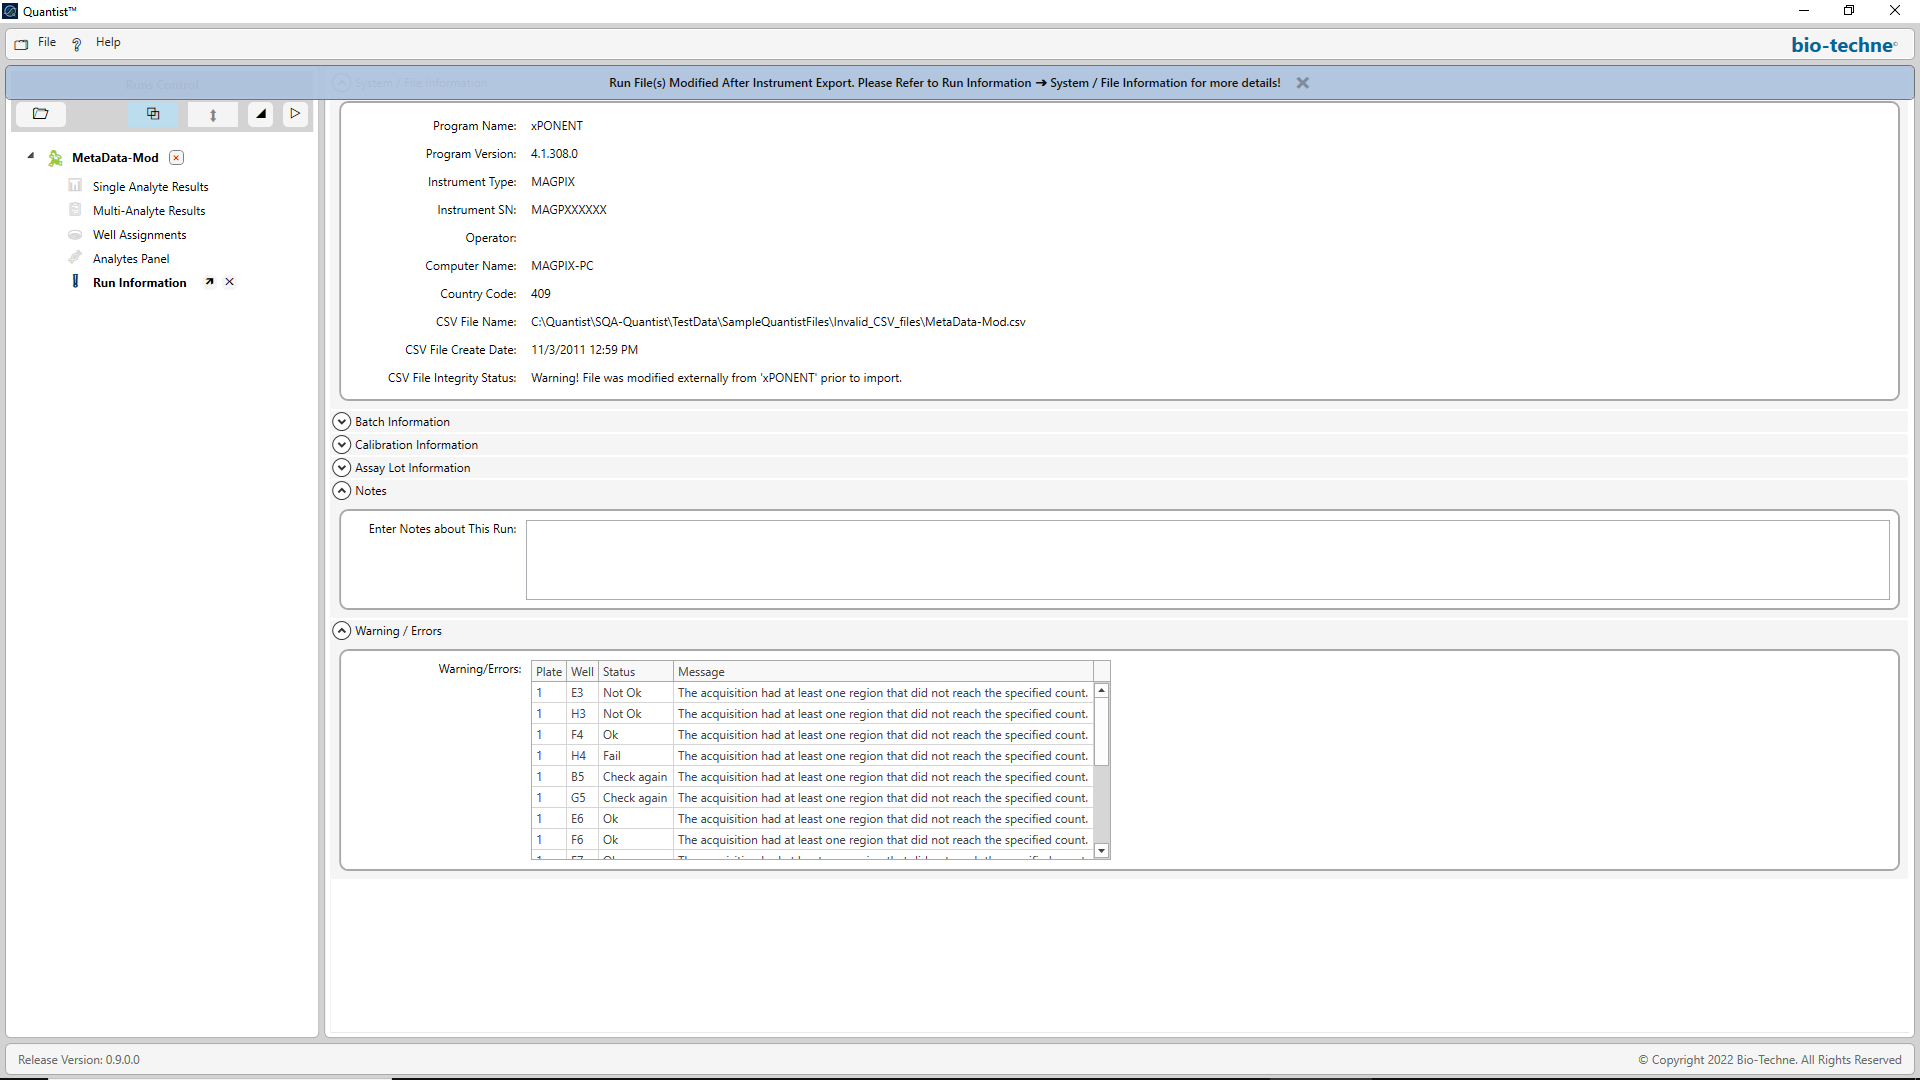 Quantist™
File
Help
bio-techne
Runs Control
System / File Information
Run File(s) Modified After Instrument Export. Please Refer to Run Information ➔ System / File Information for more details!
MetaData-Mod
Single Analyte Results
Multi-Analyte Results
Well Assignments
Analytes Panel
Run Information
Program Name: xPONENT
Program Version: 4.1.308.0
Instrument Type: MAGPIX
Instrument SN: MAGPXXXXXX
Operator:
Computer Name: MAGPIX-PC
Country Code: 409
CSV File Name: C:\Quantist\SQA-Quantist\TestData\SampleQuantistFiles\Invalid_CSV_files\MetaData-Mod.csv
CSV File Create Date: 11/3/2011 12:59 PM
CSV File Integrity Status: Warning! File was modified externally from 'xPONENT' prior to import.
Batch Information
Calibration Information
Assay Lot Information
Notes
Enter Notes about This Run:
Warning / Errors
Warning/Errors:
Plate Well Status Message
1 E3 Not Ok The acquisition had at least one region that did not reach the specified count.
1 H3 Not Ok The acquisition had at least one region that did not reach the specified count.
1 F4 Ok The acquisition had at least one region that did not reach the specified count.
1 H4 Fail The acquisition had at least one region that did not reach the specified count.
1 B5 Check again The acquisition had at least one region that did not reach the specified count.
1 G5 Check again The acquisition had at least one region that did not reach the specified count.
1 E6 Ok The acquisition had at least one region that did not reach the specified count.
1 F6 Ok The acquisition had at least one region that did not reach the specified count.
Release Version: 0.9.0.0
© Copyright 2022 Bio-Techne. All Rights Reserved